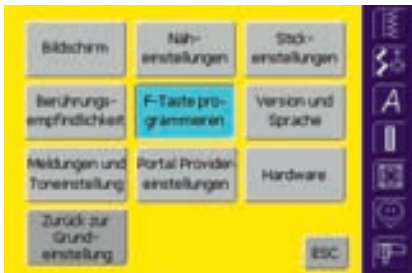 Bildschirm
Näh-
einstellungen
Stick-
einstellungen
Berührungs-
empfindlichkeit
F-Taste pro-
grammieren
Version und
Sprache
Meldungen und
Toneinstellung
Portal Provider-
einstellungen
Hardware
Zurück zur
Grund-
einstellung
ESC
A